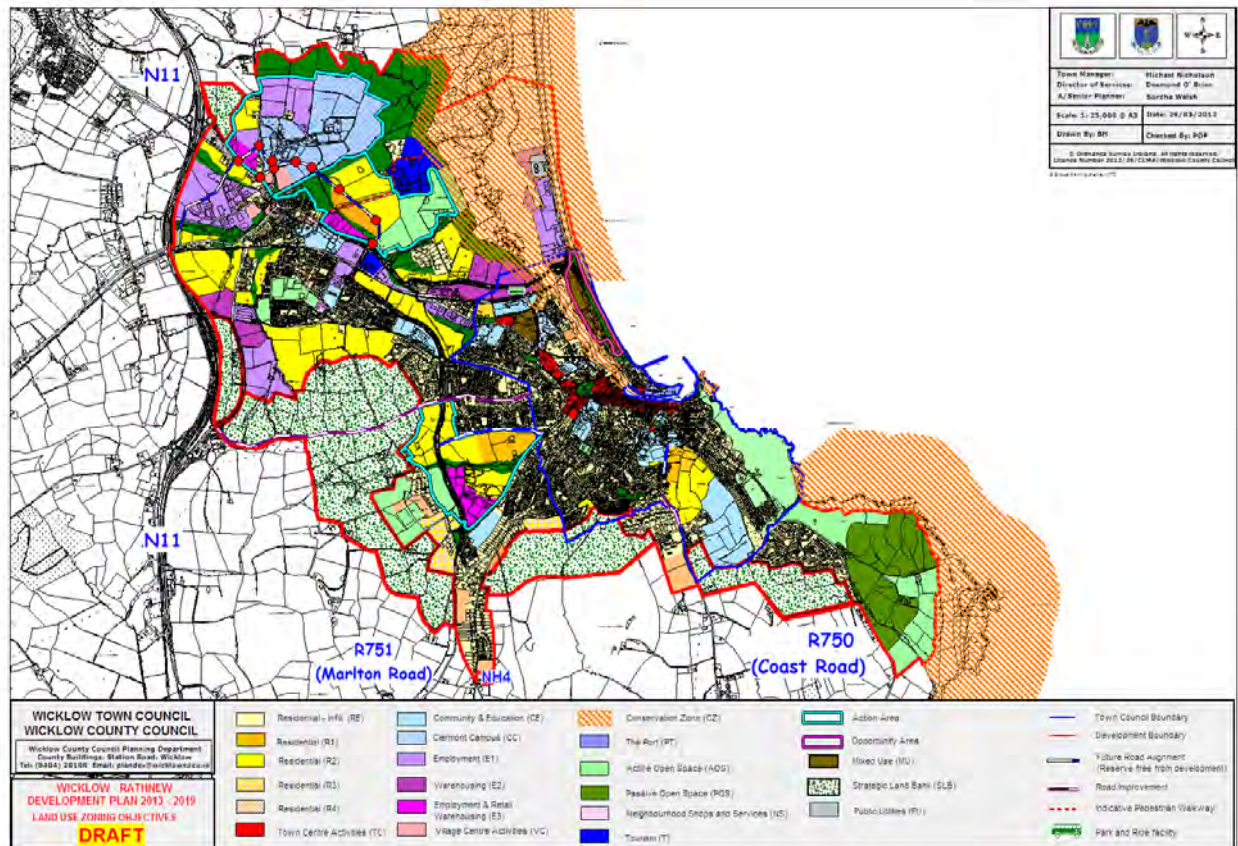 N11
N11
R751
(Marlton Road)
NH4
R750
(Coast Road)
Town Manager: Michael Nicholson
Director of Services: Desmond O' Brien
A/Senior Planner: Sorcha Walsh
Scale: 1: 25,000 @ A3
Drawn By: BM
Checked By: POP
WICKLOW TOWN COUNCIL
WICKLOW COUNTY COUNCIL
Wicklow County Council Planning Department
County Buildings, Station Road, Wicklow
WICKLOW - RATHNEW
DEVELOPMENT PLAN 2013 - 2019
LAND USE ZONING OBJECTIVES
DRAFT
Residential - Infill (RE)
Residential (R1)
Residential (R2)
Residential (R3)
Residential (R4)
Town Centre Activities (TC)
Community & Education (CE)
Clermont Campus (CC)
Employment (E1)
Warehousing (E2)
Employment & Retail
Warehousing (E3)
Village Centre Activities (VC)
Conservation Zone (CZ)
The Port (PT)
Active Open Space (AOS)
Passive Open Space (POS)
Neighbourhood Shops and Services (NS)
Tourism (T)
Action Area
Opportunity Area
Mixed Use (MU)
Strategic Land Bank (SLB)
Public Utilities (PU)
Town Council Boundary
Development Boundary
Future Road Alignment
(Reserve free from development)
Road Improvement
Indicative Pedestrian Walkway
Park and Ride facility